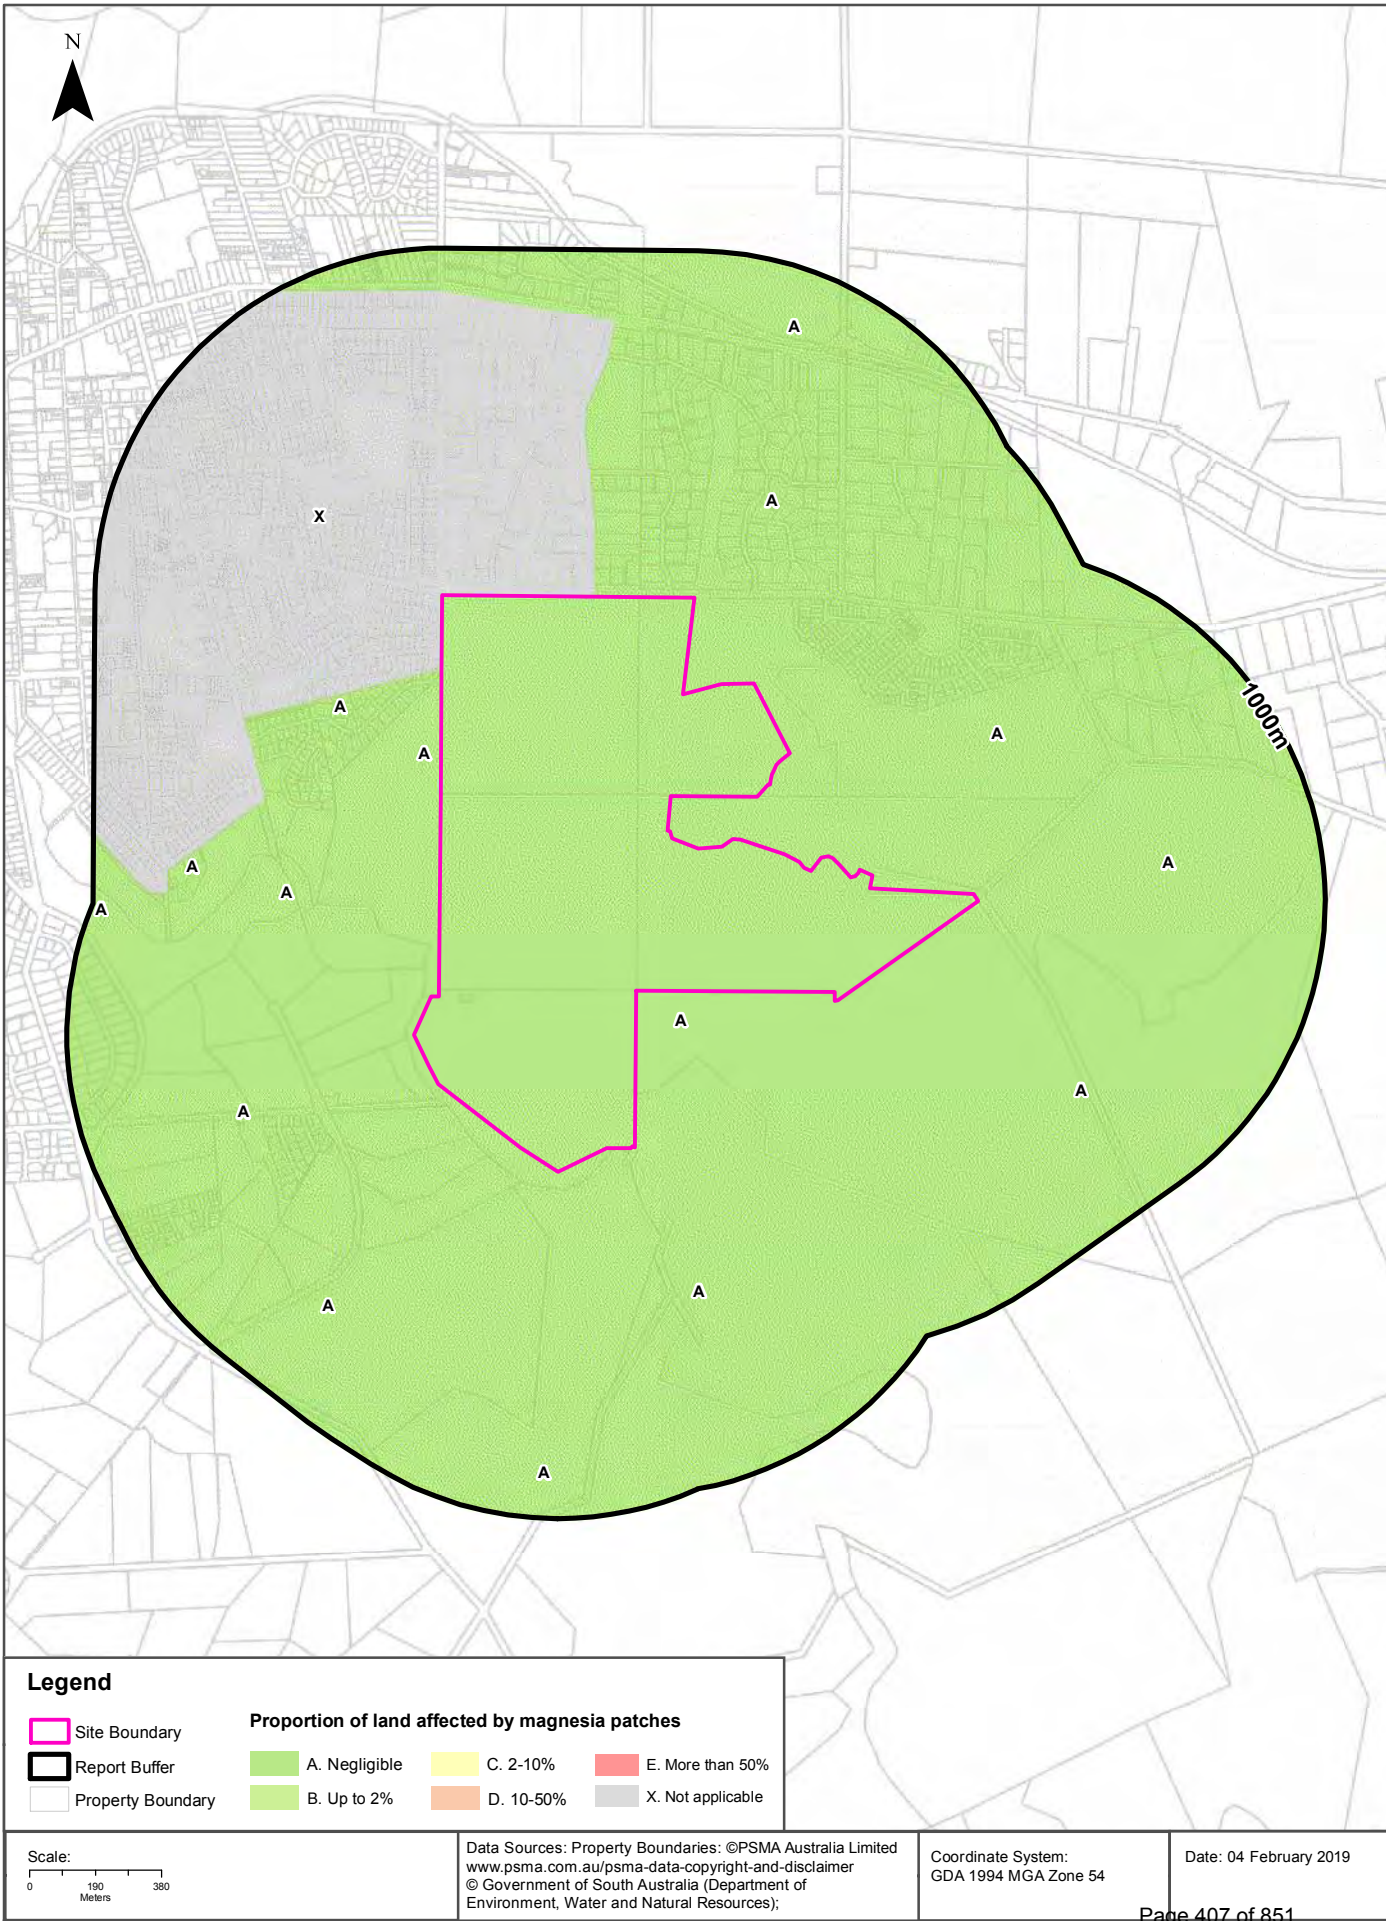 N
A
A
X
A
A
A
1000m
A
A
A
A
A
A
A
A
A
A
A
Legend
Site Boundary
Report Buffer
Property Boundary
Proportion of land affected by magnesia patches
A. Negligible
B. Up to 2%
C. 2-10%
D. 10-50%
E. More than 50%
X. Not applicable
Scale:
0 190 380
Meters
Data Sources: Property Boundaries: ©PSMA Australia Limited
www.psma.com.au/psma-data-copyright-and-disclaimer
© Government of South Australia (Department of
Environment, Water and Natural Resources);
Coordinate System:
GDA 1994 MGA Zone 54
Date: 04 February 2019
Page 407 of 851